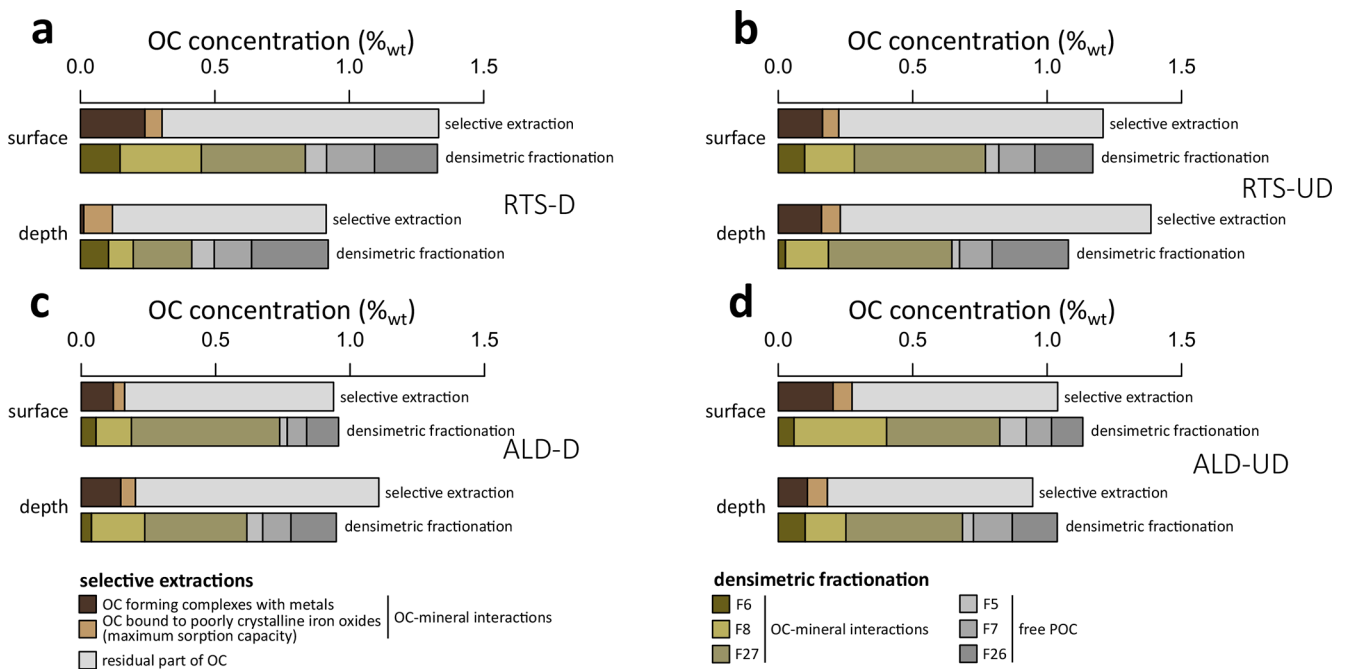 a
OC concentration (%wt)
0.0 0.5 1.0 1.5
surface
selective extraction
densimetric fractionation
RTS-D
depth
selective extraction
densimetric fractionation
b
OC concentration (%wt)
0.0 0.5 1.0 1.5
surface
selective extraction
densimetric fractionation
RTS-UD
depth
selective extraction
densimetric fractionation
c
OC concentration (%wt)
0.0 0.5 1.0 1.5
surface
selective extraction
densimetric fractionation
ALD-D
depth
selective extraction
densimetric fractionation
d
OC concentration (%wt)
0.0 0.5 1.0 1.5
surface
selective extraction
densimetric fractionation
ALD-UD
depth
selective extraction
densimetric fractionation
selective extractions
OC forming complexes with metals
OC bound to poorly crystalline iron oxides
(maximum sorption capacity)
OC-mineral interactions
residual part of OC
densimetric fractionation
F6
F8
F27
OC-mineral interactions
F5
F7
F26
free POC